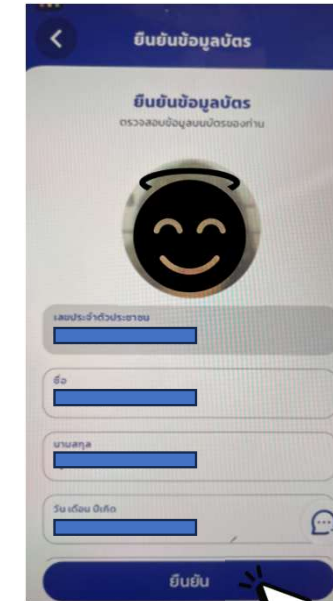 ยืนยันข้อมูลบัตร
ยืนยันข้อมูลบัตร
ตรวจสอบข้อมูลบนบัตรของท่าน
เลขประจำตัวประชาชน
ชื่อ
นามสกุล
วัน เดือน ปีเกิด
ยืนยัน